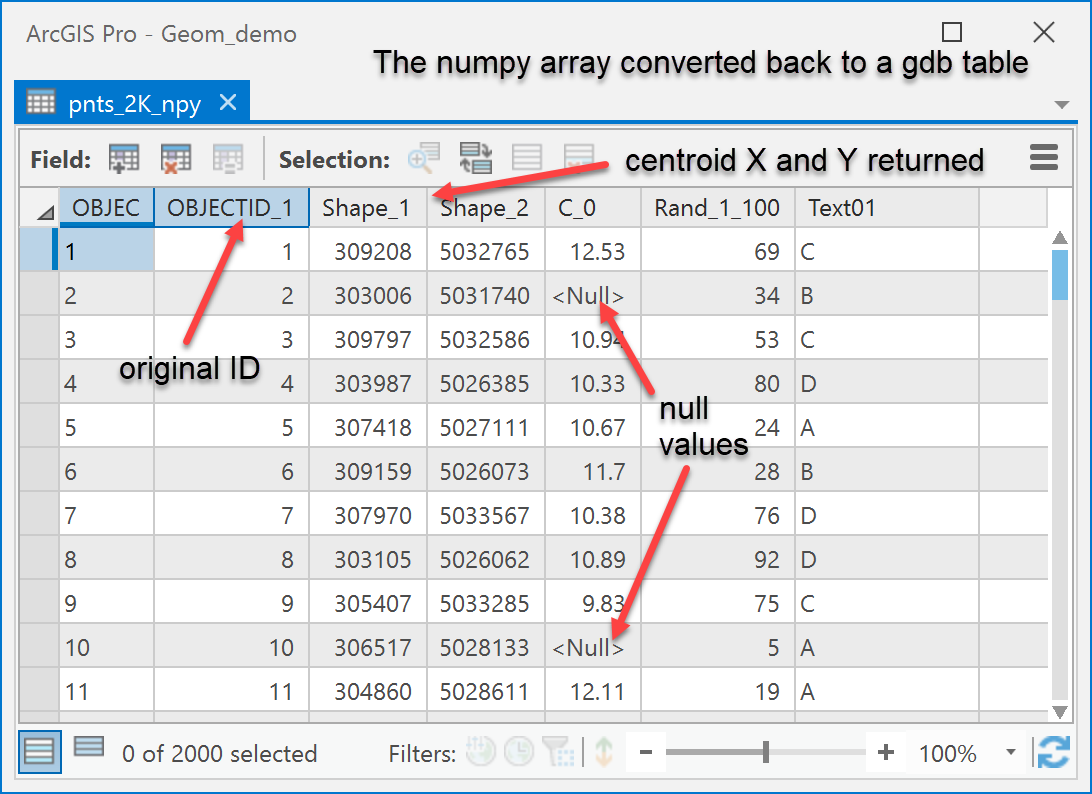 ArcGIS Pro - Geom_demo
The numpy array converted back to a gdb table
pnts_2K_npy
Field: Selection: centroid X and Y returned
OBJEC OBJECTID_1 Shape_1 Shape_2 C_0 Rand_1_100 Text01
1 1 309208 5032765 12.53 69 C
2 2 303006 5031740 <Null> 34 B
3 3 309797 5032586 10.94 53 C
original ID
4 4 303987 5026385 10.33 80 D
null
values
5 5 307418 5027111 10.67 24 A
6 6 309159 5026073 11.7 28 B
7 7 307970 5033567 10.38 76 D
8 8 303105 5026062 10.89 92 D
9 9 305407 5033285 9.83 75 C
10 10 306517 5028133 <Null> 5 A
11 11 304860 5028611 12.11 19 A
0 of 2000 selected Filters: - + 100%